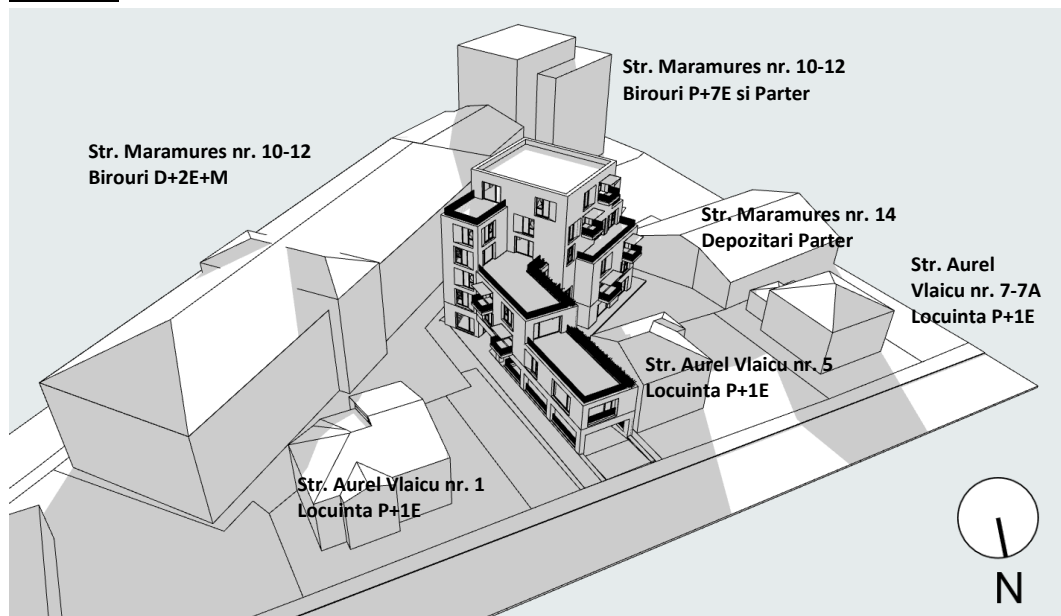 Str. Maramures nr. 10-12
Birouri P+7E si Parter
Str. Maramures nr. 10-12
Birouri D+2E+M
Str. Maramures nr. 14
Depozitari Parter
Str. Aurel
Vlaicu nr. 7-7A
Locuinta P+1E
Str. Aurel Vlaicu nr. 5
Locuinta P+1E
Str. Aurel Vlaicu nr. 1
Locuinta P+1E
N